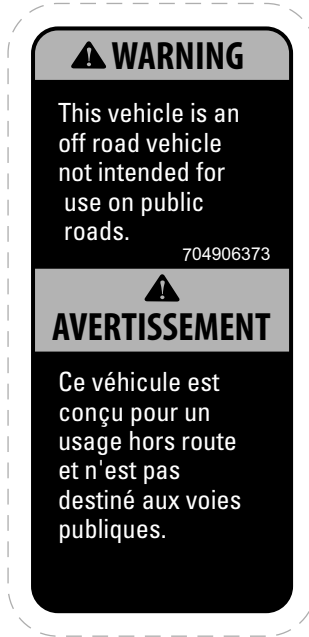 WARNING
This vehicle is an
off road vehicle
not intended for
use on public
roads.
704906373
AVERTISSEMENT
Ce véhicule est
conçu pour un
usage hors route
et n'est pas
destiné aux voies
publiques.